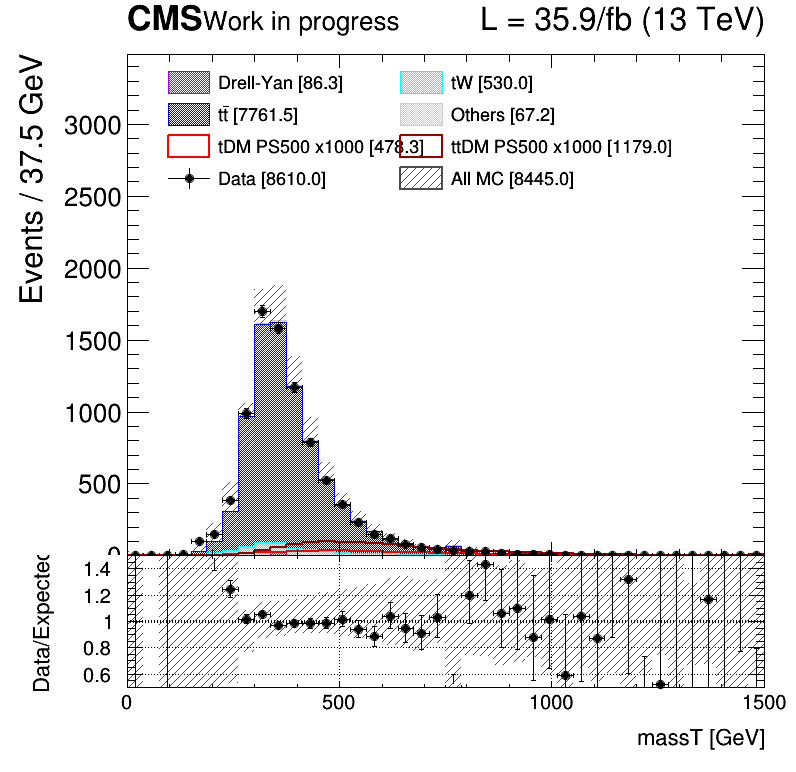 CMS Work in progress L = 35.9/fb (13 TeV)
Drell-Yan [86.3] tW [530.0]
tt̄ [7761.5] Others [67.2]
tDM PS500 x1000 [478.3] ttDM PS500 x1000 [1179.0]
Data [8610.0] All MC [8445.0]
Events / 37.5 GeV
3000
2500
2000
1500
1000
500
0
Data/Expected
1.4
1.2
1
0.8
0.6
0 500 1000 1500
massT [GeV]